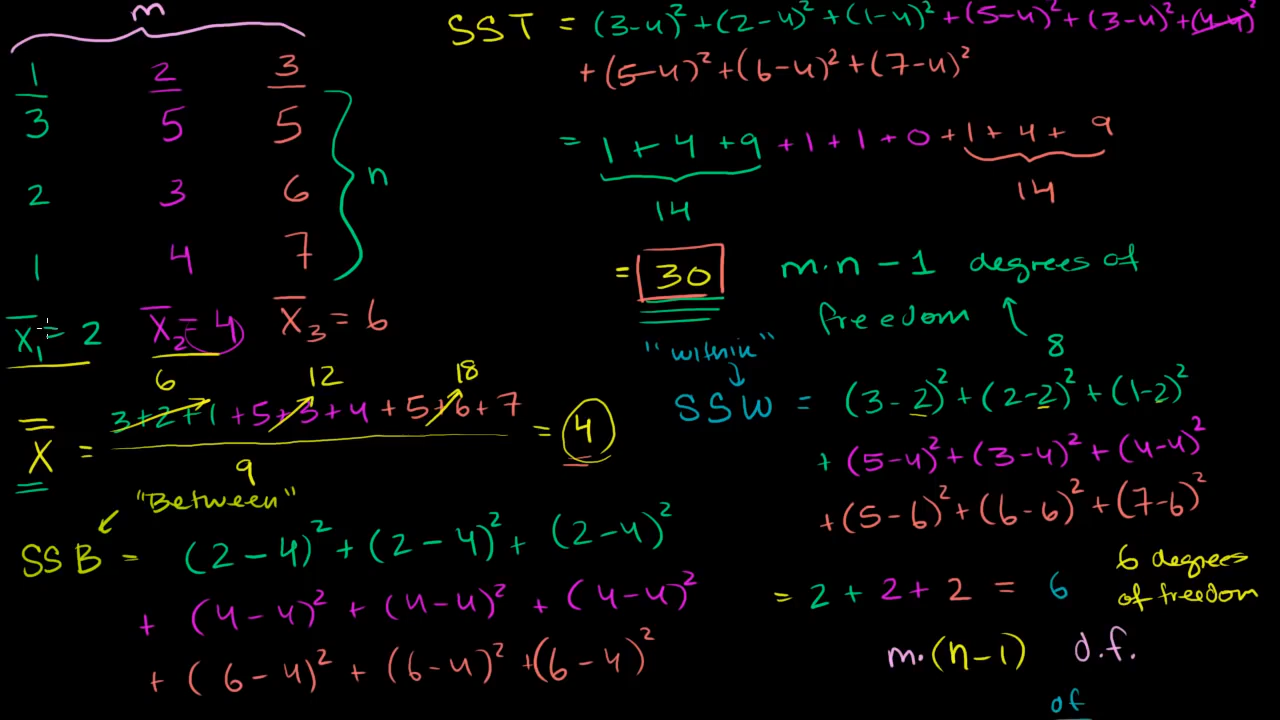 m
1 2 3
3 5 5
2 3 6 n
1 4 7
x̄₁ = 2 x̄₂ = 4 x̄₃ = 6
6 12 18
x̿ = (3+2+1 + 5+3+4 + 5+6+7) / 9 = 4
"Between"
SSB = (2-4)² + (2-4)² + (2-4)²
+ (4-4)² + (4-4)² + (4-4)²
+ (6-4)² + (6-4)² + (6-4)²
SST = (3-4)² + (2-4)² + (1-4)² + (5-4)² + (3-4)² + (4-4)²
+ (5-4)² + (6-4)² + (7-4)²
= 1 + 4 + 9 + 1 + 1 + 0 + 1 + 4 + 9
14 14
= 30 m·n - 1 degrees of
freedom
8
"within"
SSW = (3-2)² + (2-2)² + (1-2)²
+ (5-4)² + (3-4)² + (4-4)²
+ (5-6)² + (6-6)² + (7-6)²
= 2 + 2 + 2 = 6
6 degrees
of freedom
m·(n-1) d.f.
of